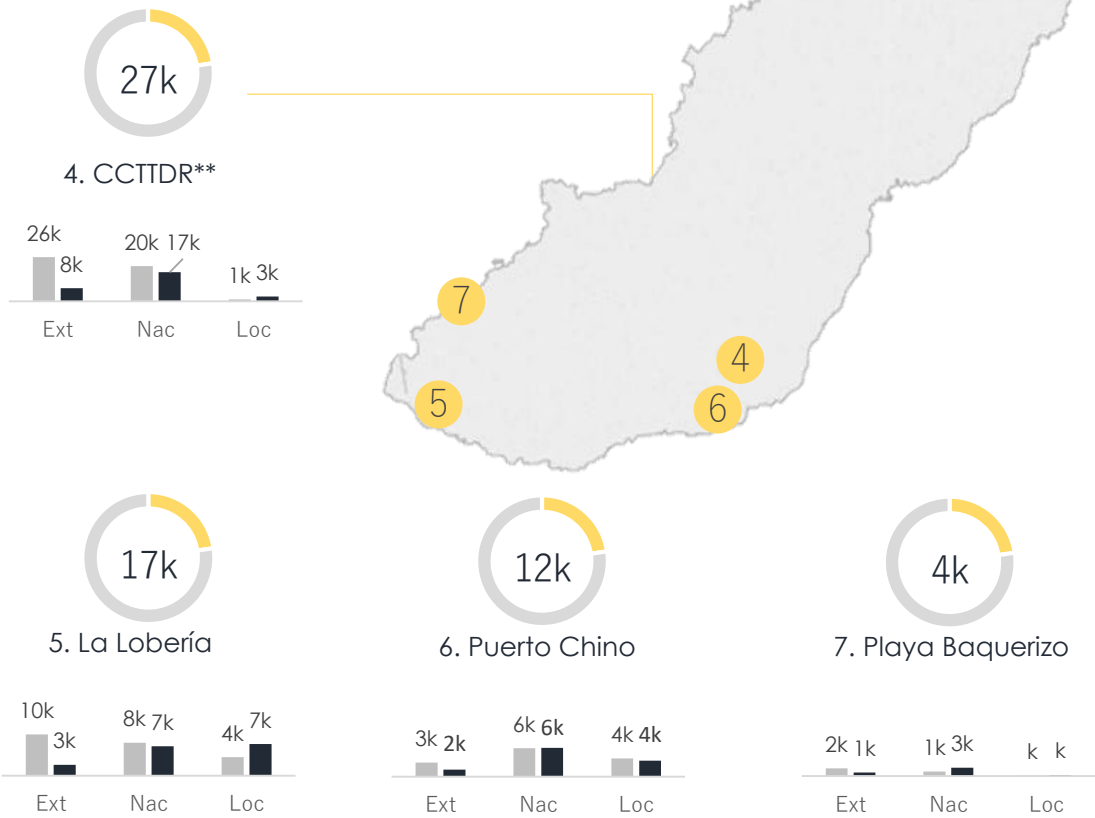 27k
4. CCTTDR**
26k
8k
20k 17k
1k 3k
Ext Nac Loc
7
4
5
6
17k
5. La Lobería
10k
3k
8k 7k
4k
7k
Ext Nac Loc
12k
6. Puerto Chino
3k 2k
6k 6k
4k 4k
Ext Nac Loc
4k
7. Playa Baquerizo
2k 1k
1k 3k
k k
Ext Nac Loc